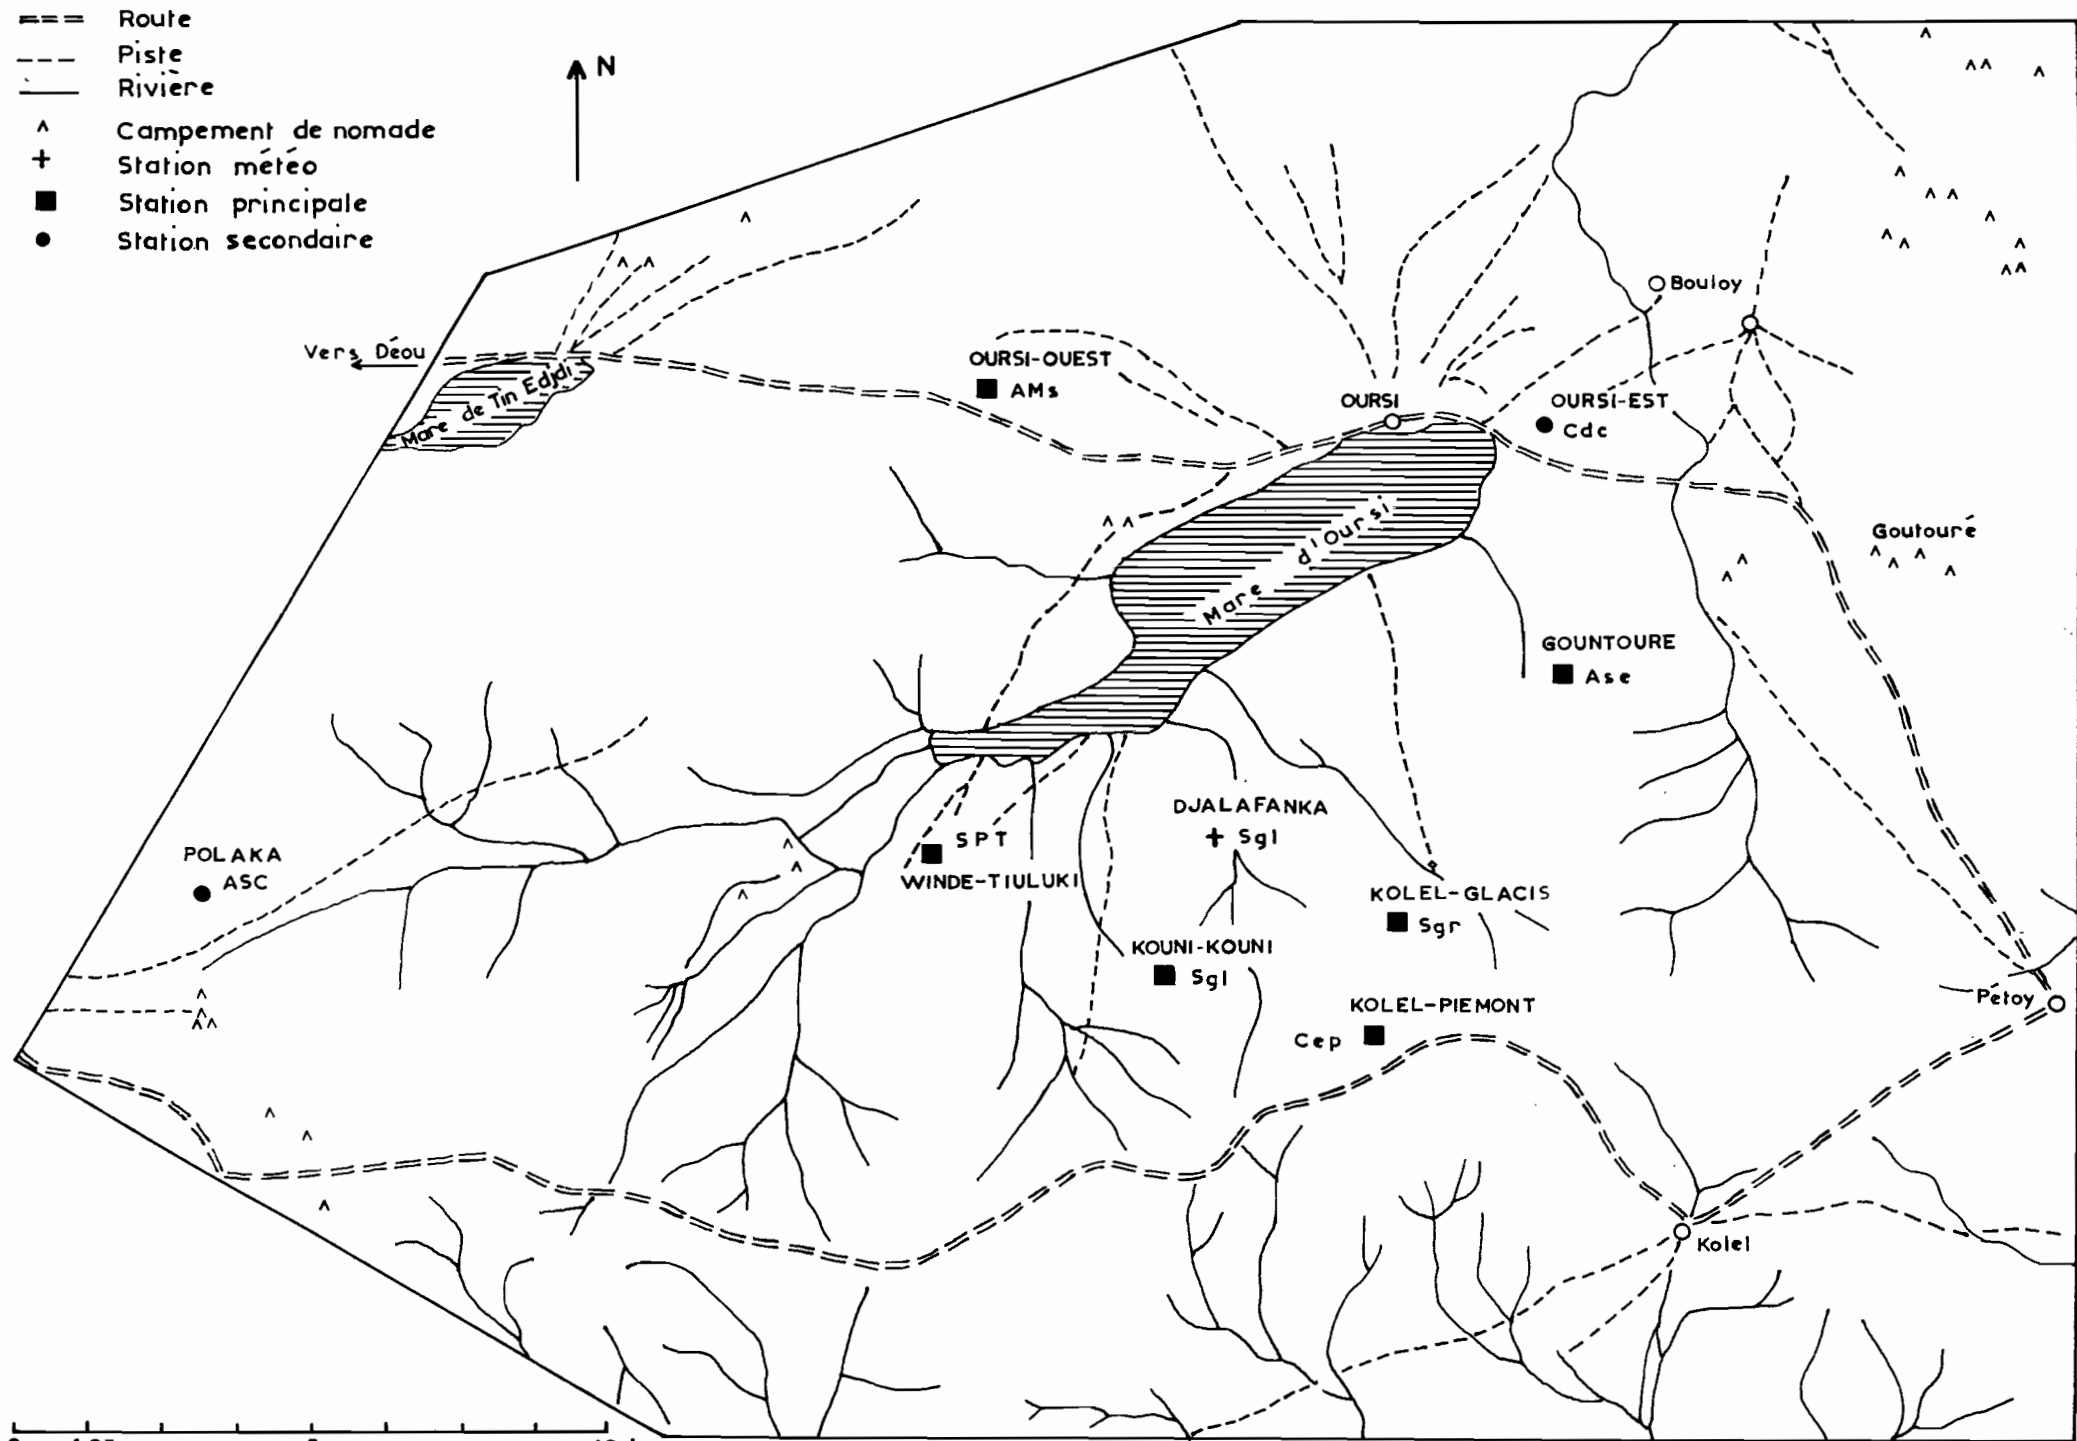 Route
Piste
Rivière
Campement de nomade
Station météo
Station principale
Station secondaire
N
Vers Déou
Mare de Tin Edjdi
OURSI-OUEST
AMs
OURSI
Bouloy
OURSI-EST
Cdc
Mare d'Oursi
Goutouré
GOUNTOURE
Ase
POLAKA
ASC
SPT
WINDE-TIULUKI
DJALAFANKA
Sgl
KOLEL-GLACIS
Sgr
KOUNI-KOUNI
Sgl
KOLEL-PIEMONT
Cep
Pétoy
Kolel